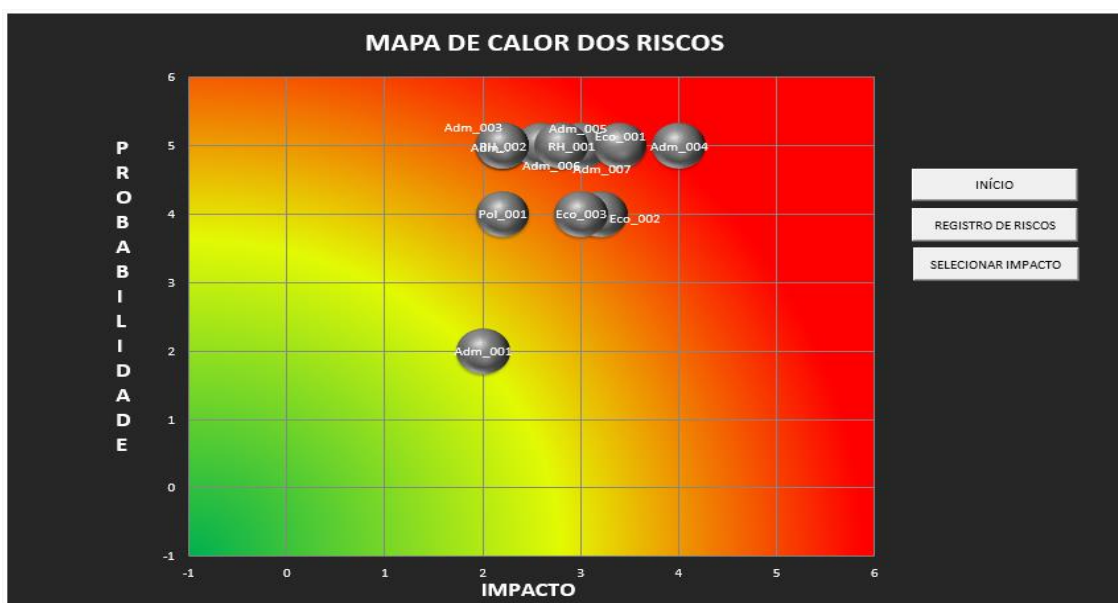 MAPA DE CALOR DOS RISCOS
PROBABILIDADE
6
5
4
3
2
1
0
-1
Adm_003
Adm_005
Eco_001
RH_002
RH_001
Adm_004
Adm_006
Adm_007
Pol_001
Eco_003
Eco_002
Adm_001
-1
0
1
2
3
4
5
6
IMPACTO
INÍCIO
REGISTRO DE RISCOS
SELECIONAR IMPACTO